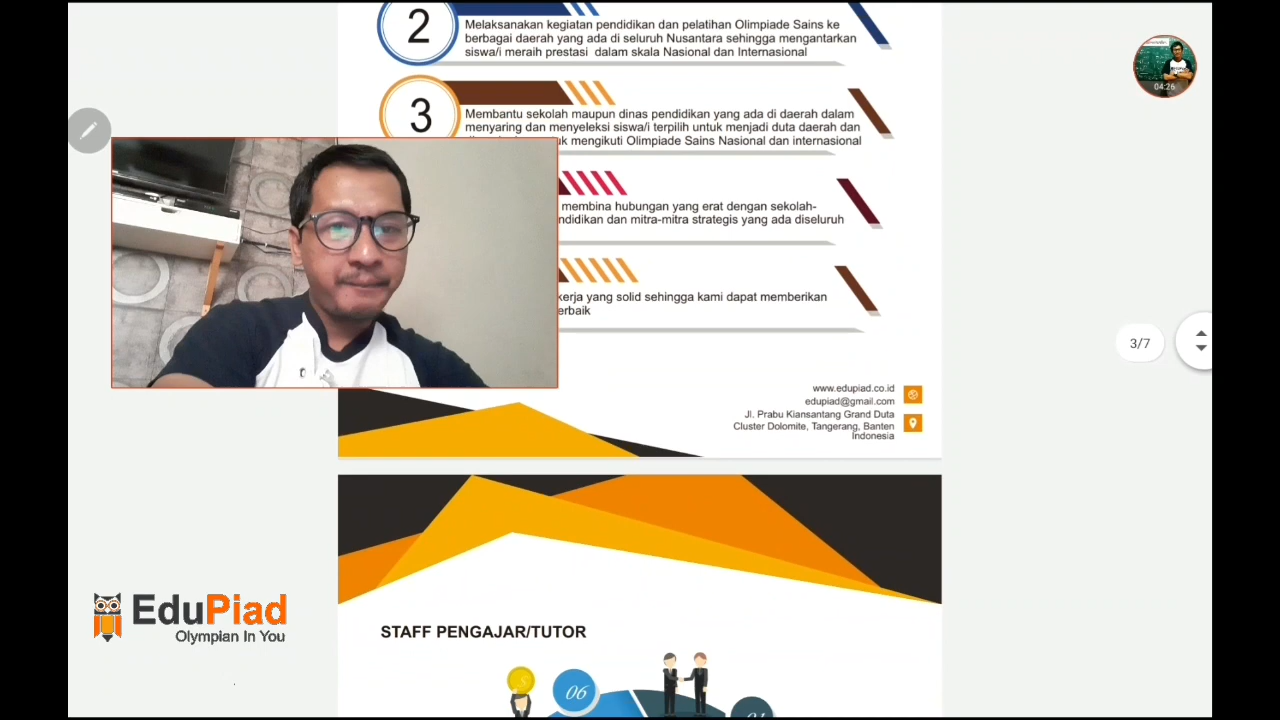 2
Melaksanakan kegiatan pendidikan dan pelatihan Olimpiade Sains ke
berbagai daerah yang ada di seluruh Nusantara sehingga mengantarkan
siswa/i meraih prestasi dalam skala Nasional dan Internasional
04:26
3
Membantu sekolah maupun dinas pendidikan yang ada di daerah dalam
menyaring dan menyeleksi siswa/i terpilih untuk menjadi duta daerah dan
mengikuti Olimpiade Sains Nasional dan internasional
membina hubungan yang erat dengan sekolah-
dan mitra-mitra strategis yang ada diseluruh
kerja yang solid sehingga kami dapat memberikan
3/7
www.edupiad.co.id
edupiad@gmail.com
Jl. Prabu Kiansantang Grand Duta
Cluster Dolomite, Tangerang, Banten
Indonesia
EduPiad
Olympian In You
STAFF PENGAJAR/TUTOR
06